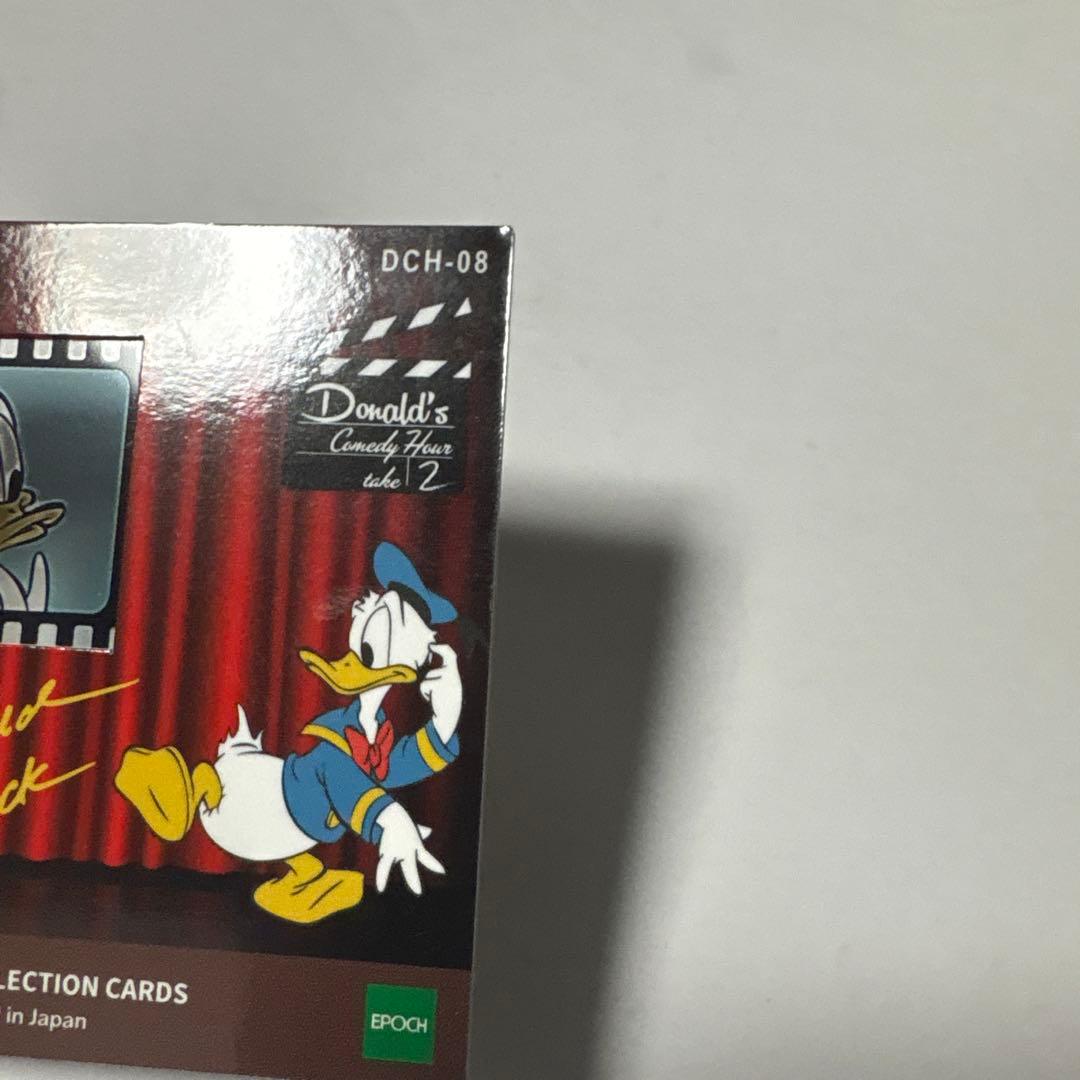 DCH-08
Donald's
Comedy Hour
take 2
LECTION CARDS
in Japan
EPOCH